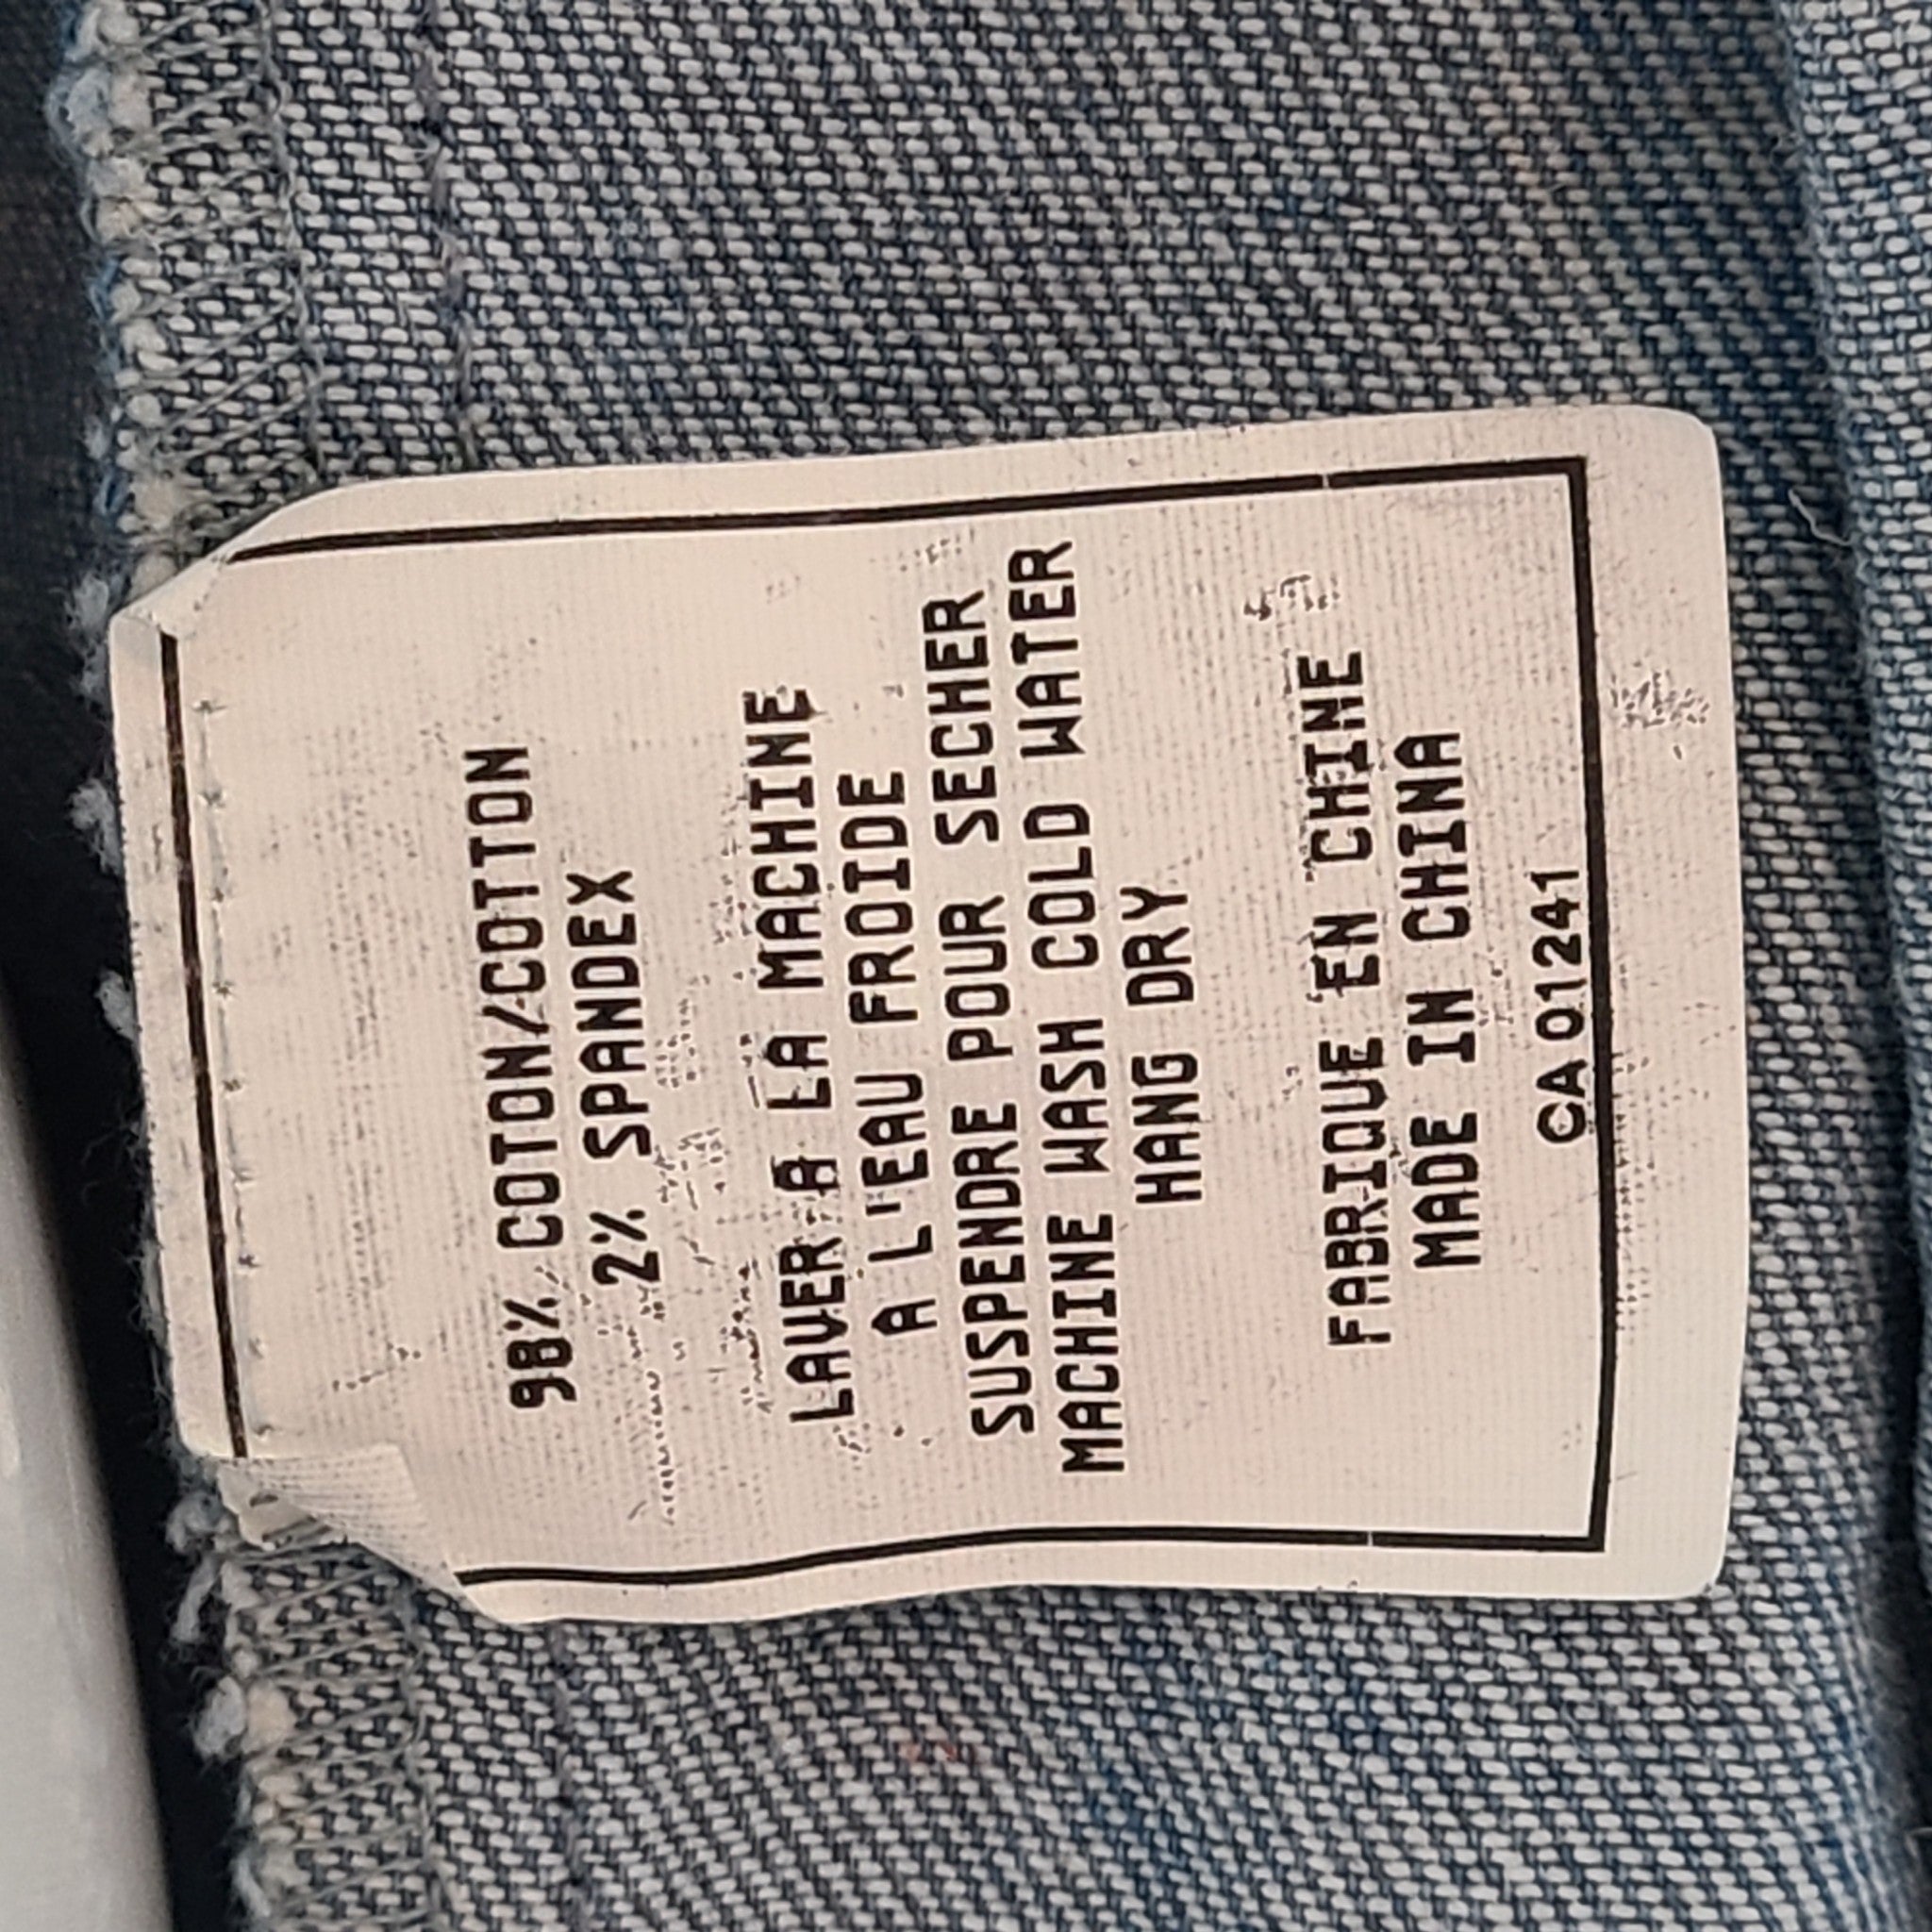 98% COTON/COTTON
2% SPANDEX
LAVER A LA MACHINE
A L'EAU FROIDE
SUSPENDRE POUR SECHER
MACHINE WASH COLD WATER
HANG DRY
FABRIQUE EN CHINE
MADE IN CHINA
CA 01241